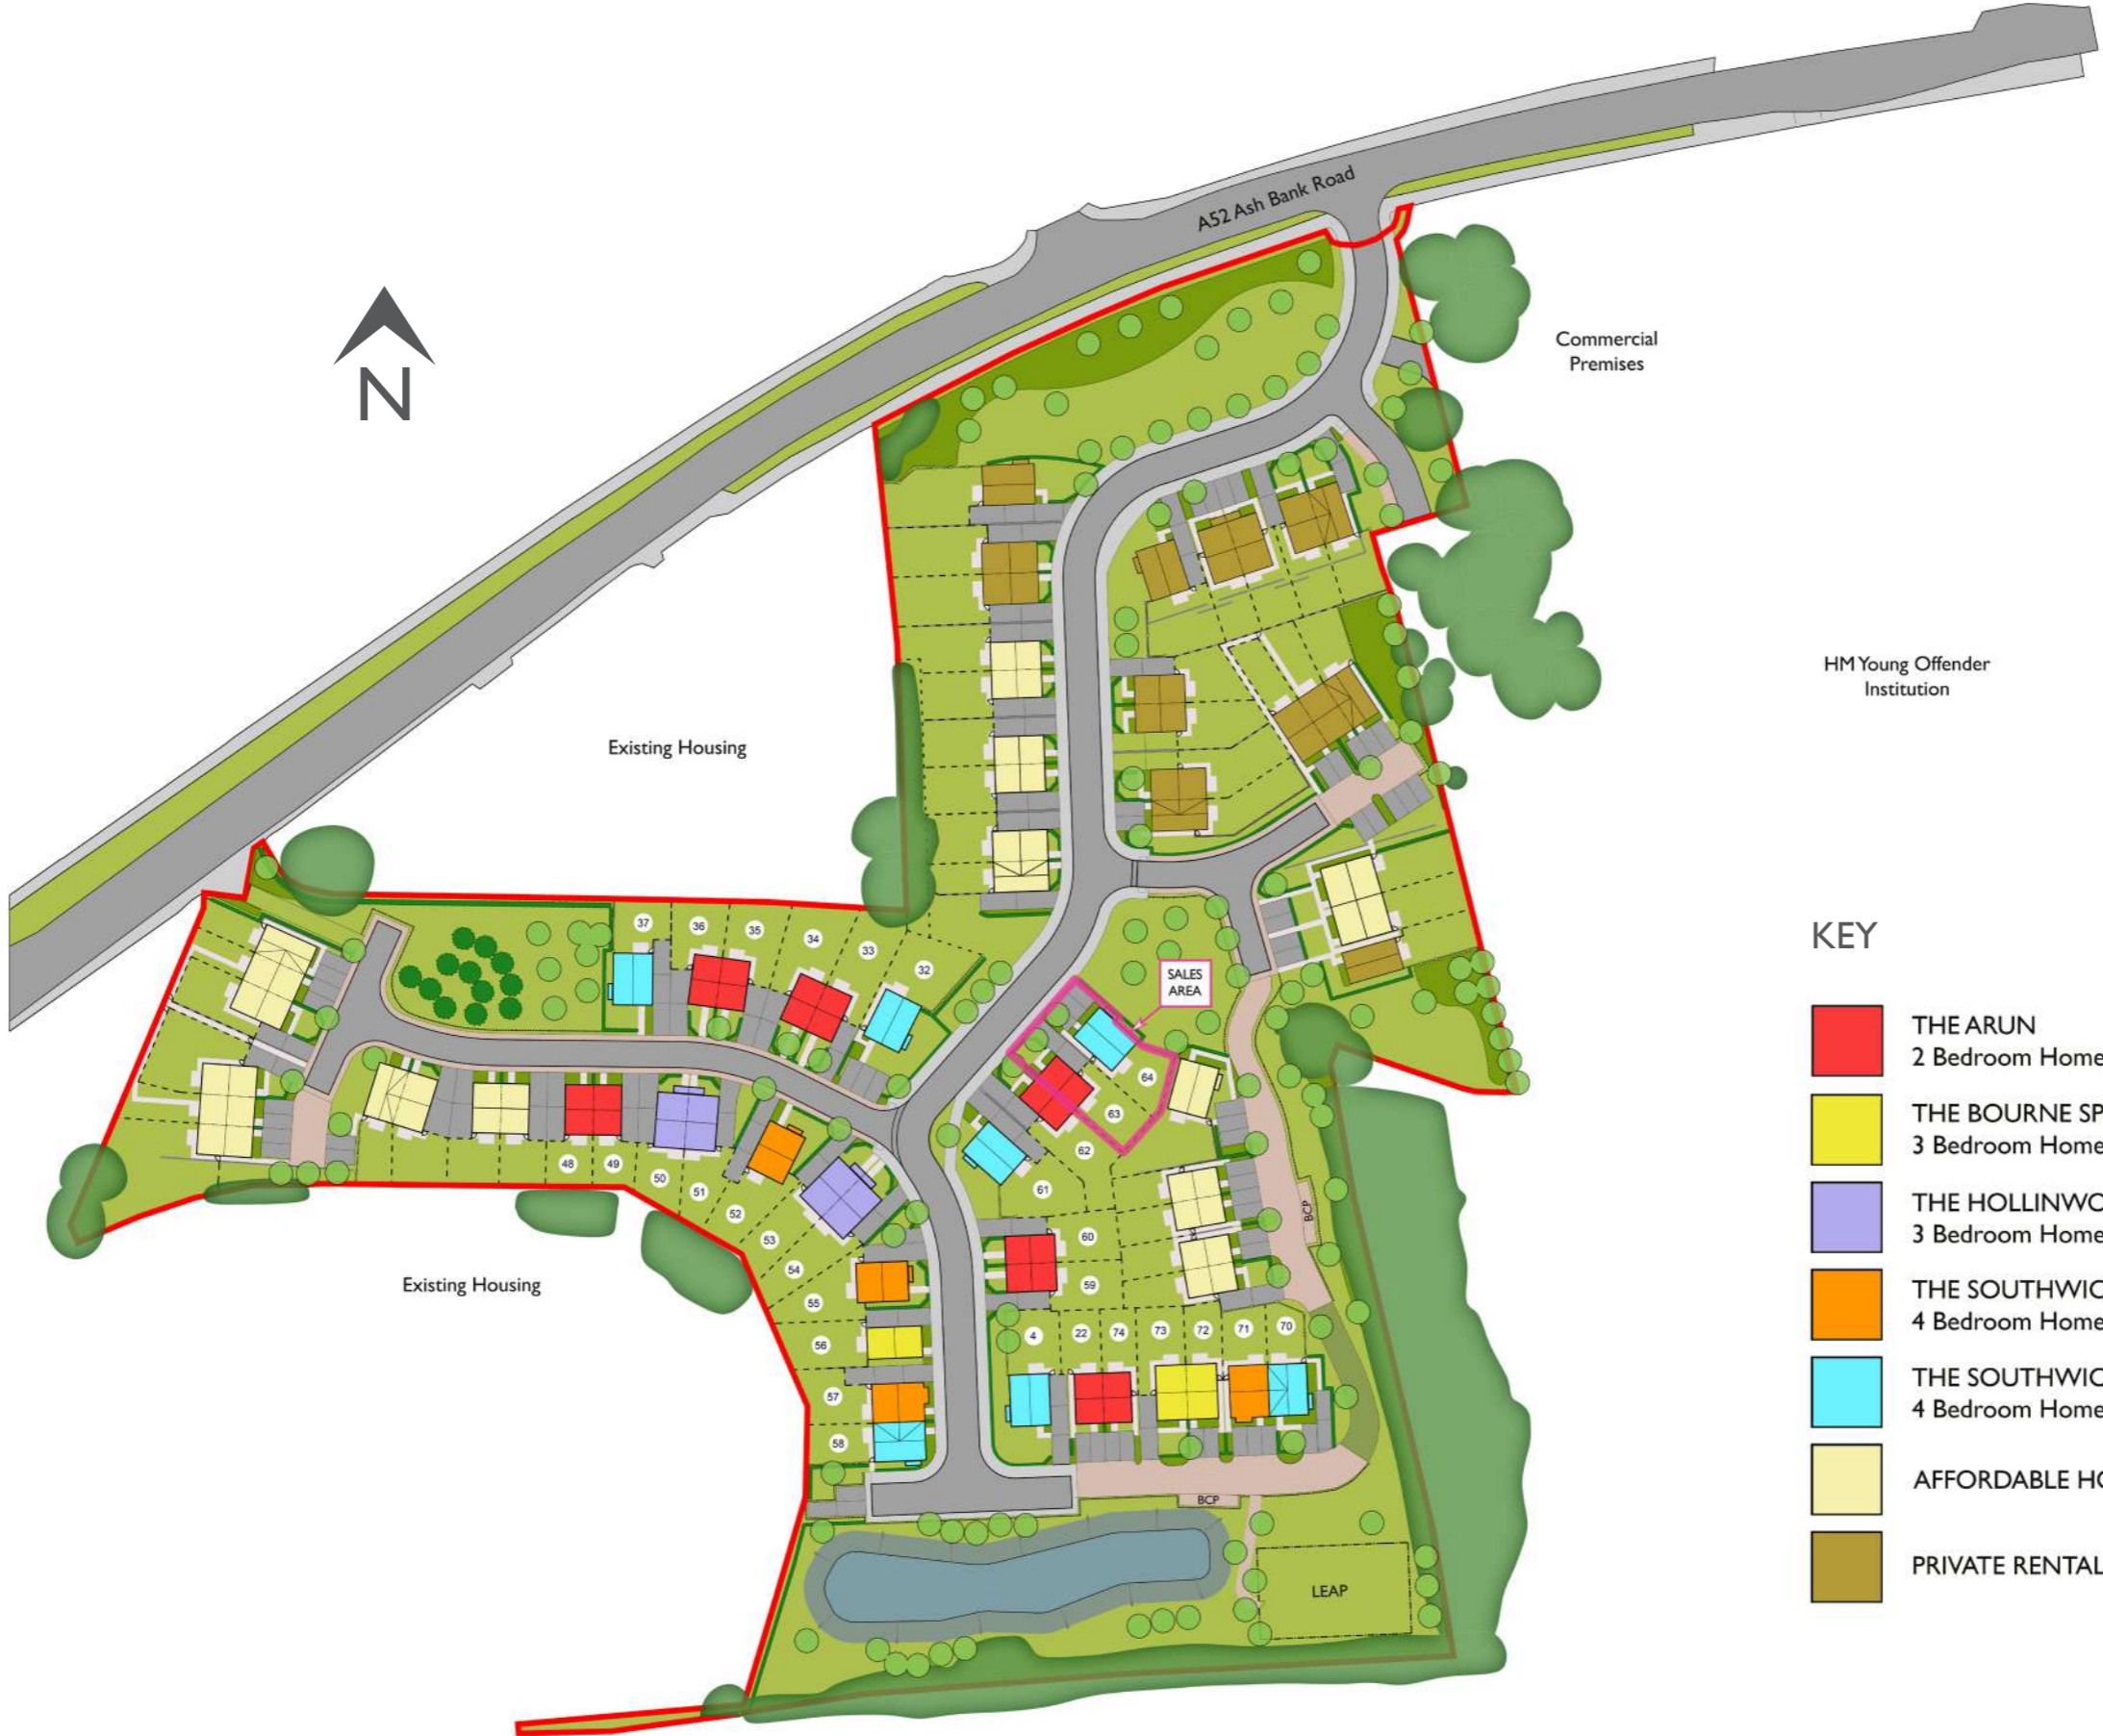 A52 Ash Bank Road
N
Commercial
Premises
HM Young Offender
Institution
Existing Housing
37
36
35
34
33
32
SALES
AREA
64
63
62
61
48
49
50
51
52
53
54
55
56
57
58
60
59
4
22
74
73
72
71
70
BCP
BCP
LEAP
Existing Housing
KEY
THE ARUN
2 Bedroom Home
THE BOURNE SP
3 Bedroom Home
THE HOLLINWO
3 Bedroom Home
THE SOUTHWIC
4 Bedroom Home
THE SOUTHWIC
4 Bedroom Home
AFFORDABLE HO
PRIVATE RENTAL